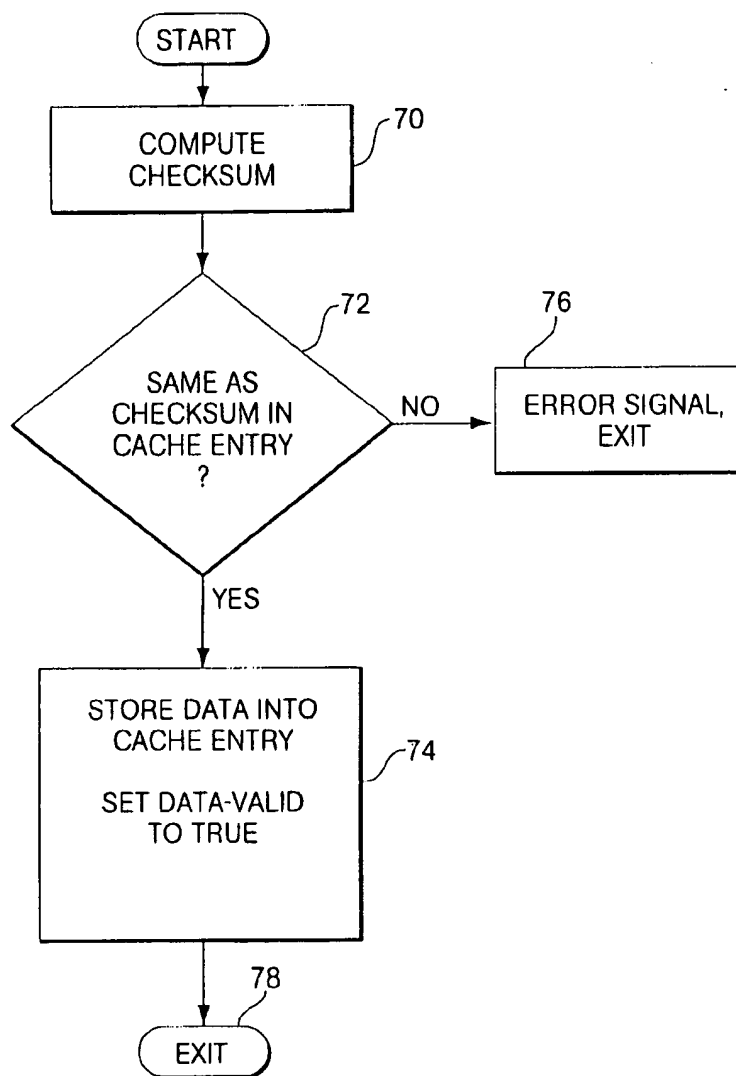 START
70
COMPUTE
CHECKSUM
72
SAME AS
CHECKSUM IN
CACHE ENTRY
?
NO
76
ERROR SIGNAL,
EXIT
YES
STORE DATA INTO
CACHE ENTRY
74
SET DATA-VALID
TO TRUE
78
EXIT